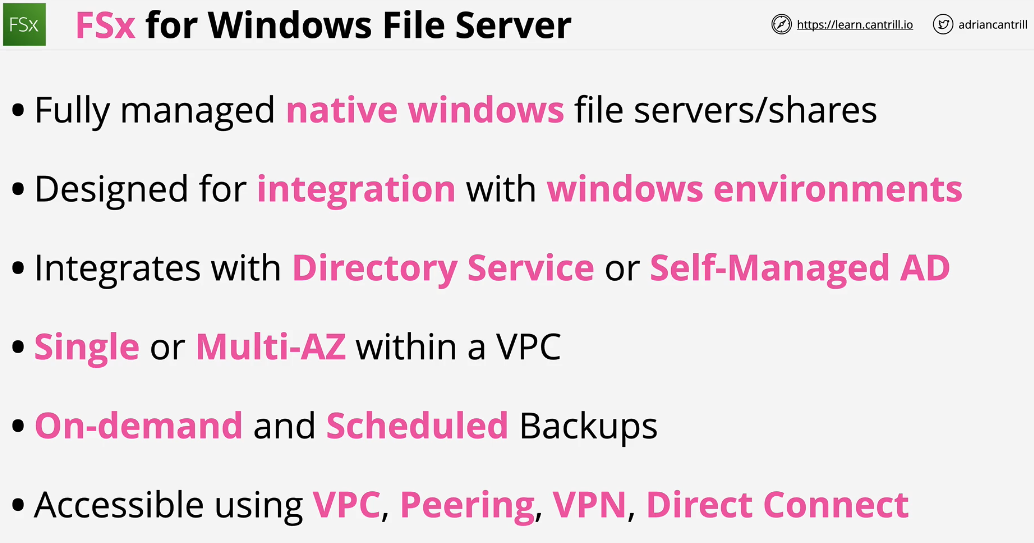 FSx
FSx for Windows File Server
https://learn.cantrill.io
adriancantrill
• Fully managed native windows file servers/shares
• Designed for integration with windows environments
• Integrates with Directory Service or Self-Managed AD
• Single or Multi-AZ within a VPC
• On-demand and Scheduled Backups
• Accessible using VPC, Peering, VPN, Direct Connect